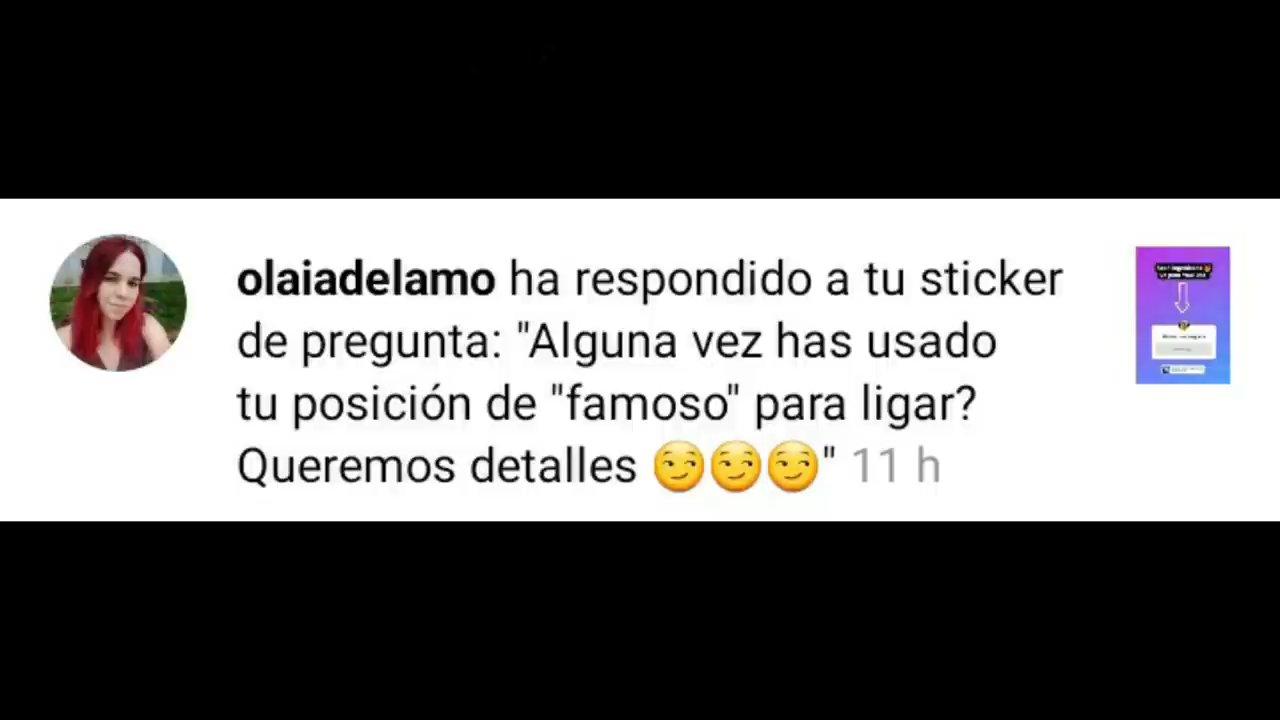 olaiadelamo ha respondido a tu sticker
de pregunta: "Alguna vez has usado
tu posición de "famoso" para ligar?
Queremos detalles 😏😏😏" 11 h